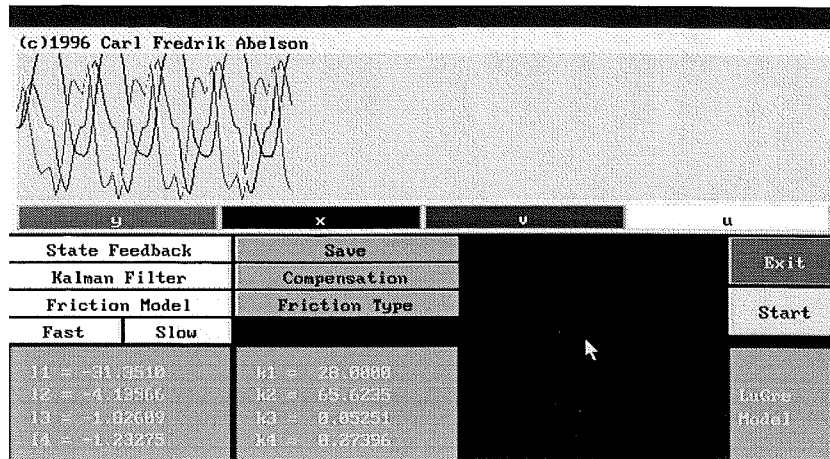 (c)1996 Carl Fredrik Abelson
y x v u
State Feedback Save
Kalman Filter Compensation Exit
Friction Model Friction Type Start
Fast Slow
l1 = -31.3510 k1 = 28.0000
l2 = -4.13566 k2 = 65.6235 LuGre
l3 = -1.02609 k3 = 0.05251 Model
l4 = -1.23275 k4 = 0.27396